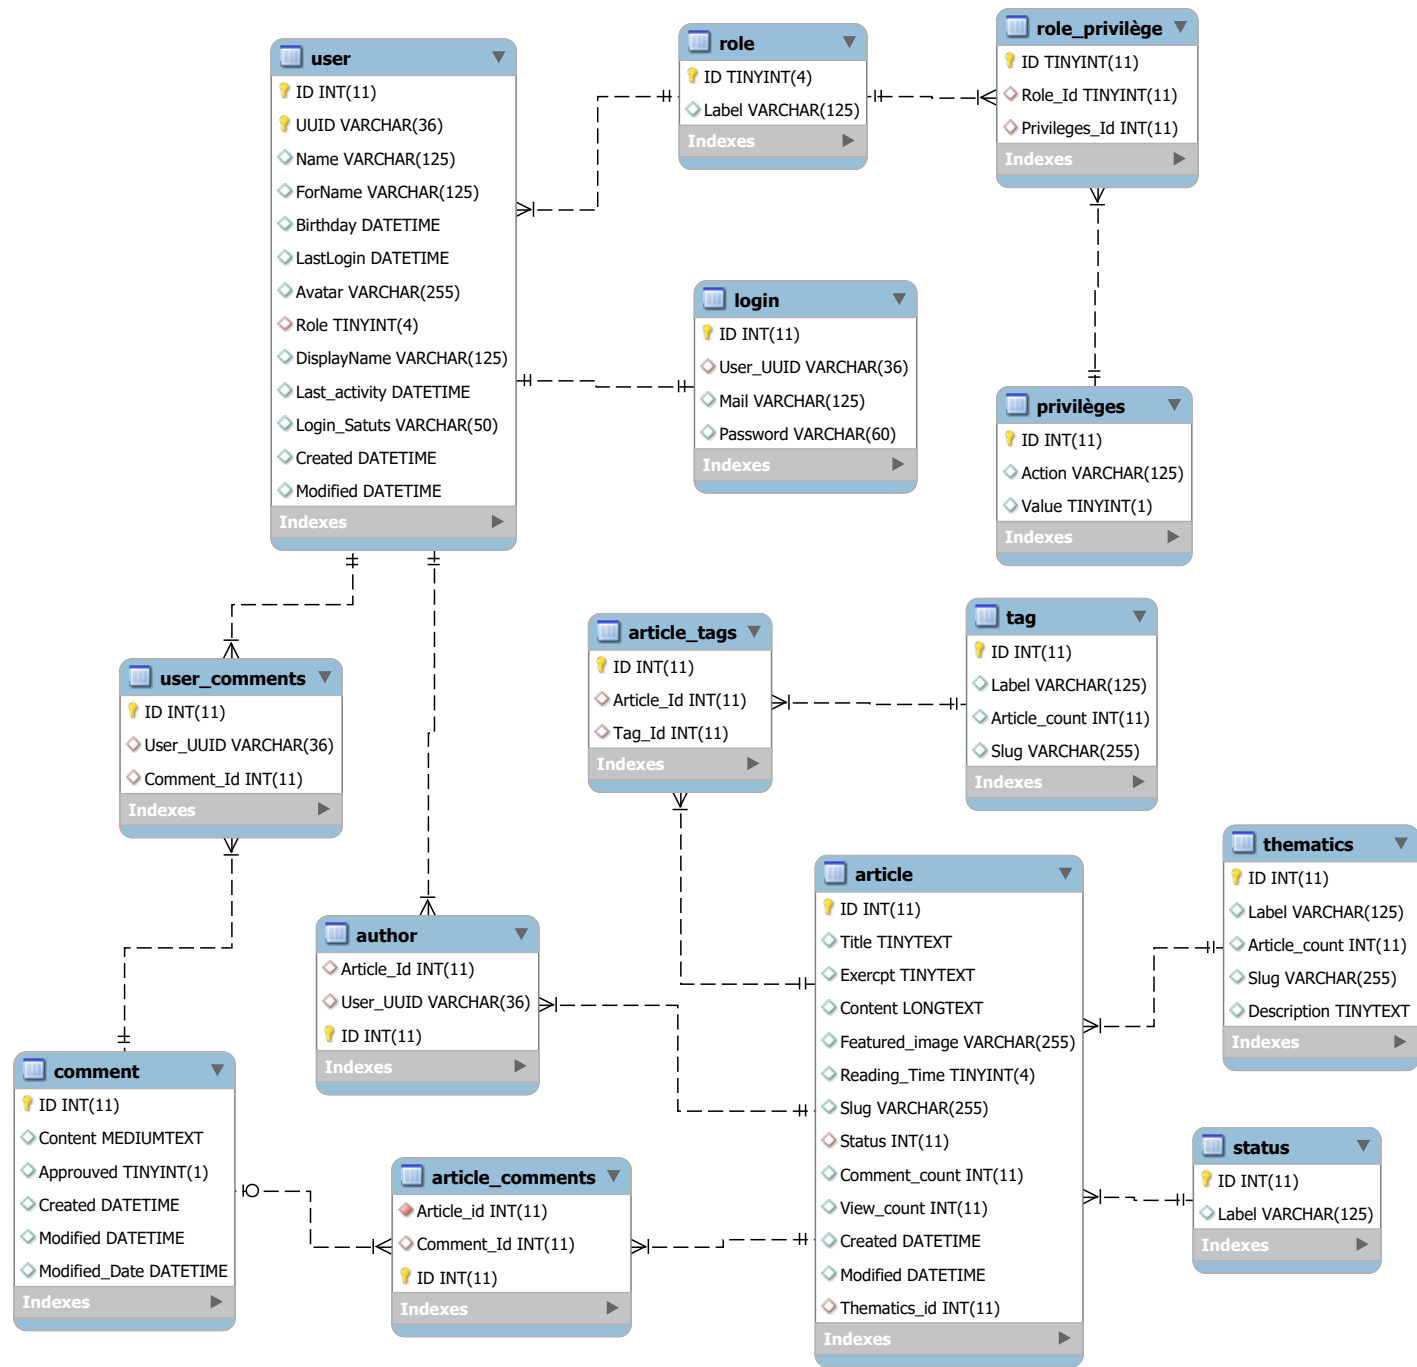 user
ID INT(11)
UUID VARCHAR(36)
Name VARCHAR(125)
ForName VARCHAR(125)
Birthday DATETIME
LastLogin DATETIME
Avatar VARCHAR(255)
Role TINYINT(4)
DisplayName VARCHAR(125)
Last_activity DATETIME
Login_Satuts VARCHAR(50)
Created DATETIME
Modified DATETIME
Indexes
role
ID TINYINT(4)
Label VARCHAR(125)
Indexes
role_privilège
ID TINYINT(11)
Role_Id TINYINT(11)
Privileges_Id INT(11)
Indexes
login
ID INT(11)
User_UUID VARCHAR(36)
Mail VARCHAR(125)
Password VARCHAR(60)
Indexes
privilèges
ID INT(11)
Action VARCHAR(125)
Value TINYINT(1)
Indexes
article_tags
ID INT(11)
Article_Id INT(11)
Tag_Id INT(11)
Indexes
tag
ID INT(11)
Label VARCHAR(125)
Article_count INT(11)
Slug VARCHAR(255)
Indexes
user_comments
ID INT(11)
User_UUID VARCHAR(36)
Comment_Id INT(11)
Indexes
author
Article_Id INT(11)
User_UUID VARCHAR(36)
ID INT(11)
Indexes
article
ID INT(11)
Title TINYTEXT
Exercpt TINYTEXT
Content LONGTEXT
Featured_image VARCHAR(255)
Reading_Time TINYINT(4)
Slug VARCHAR(255)
Status INT(11)
Comment_count INT(11)
View_count INT(11)
Created DATETIME
Modified DATETIME
Thematics_id INT(11)
Indexes
thematics
ID INT(11)
Label VARCHAR(125)
Article_count INT(11)
Slug VARCHAR(255)
Description TINYTEXT
Indexes
comment
ID INT(11)
Content MEDIUMTEXT
Approuved TINYINT(1)
Created DATETIME
Modified DATETIME
Modified_Date DATETIME
Indexes
article_comments
Article_id INT(11)
Comment_Id INT(11)
ID INT(11)
Indexes
status
ID INT(11)
Label VARCHAR(125)
Indexes